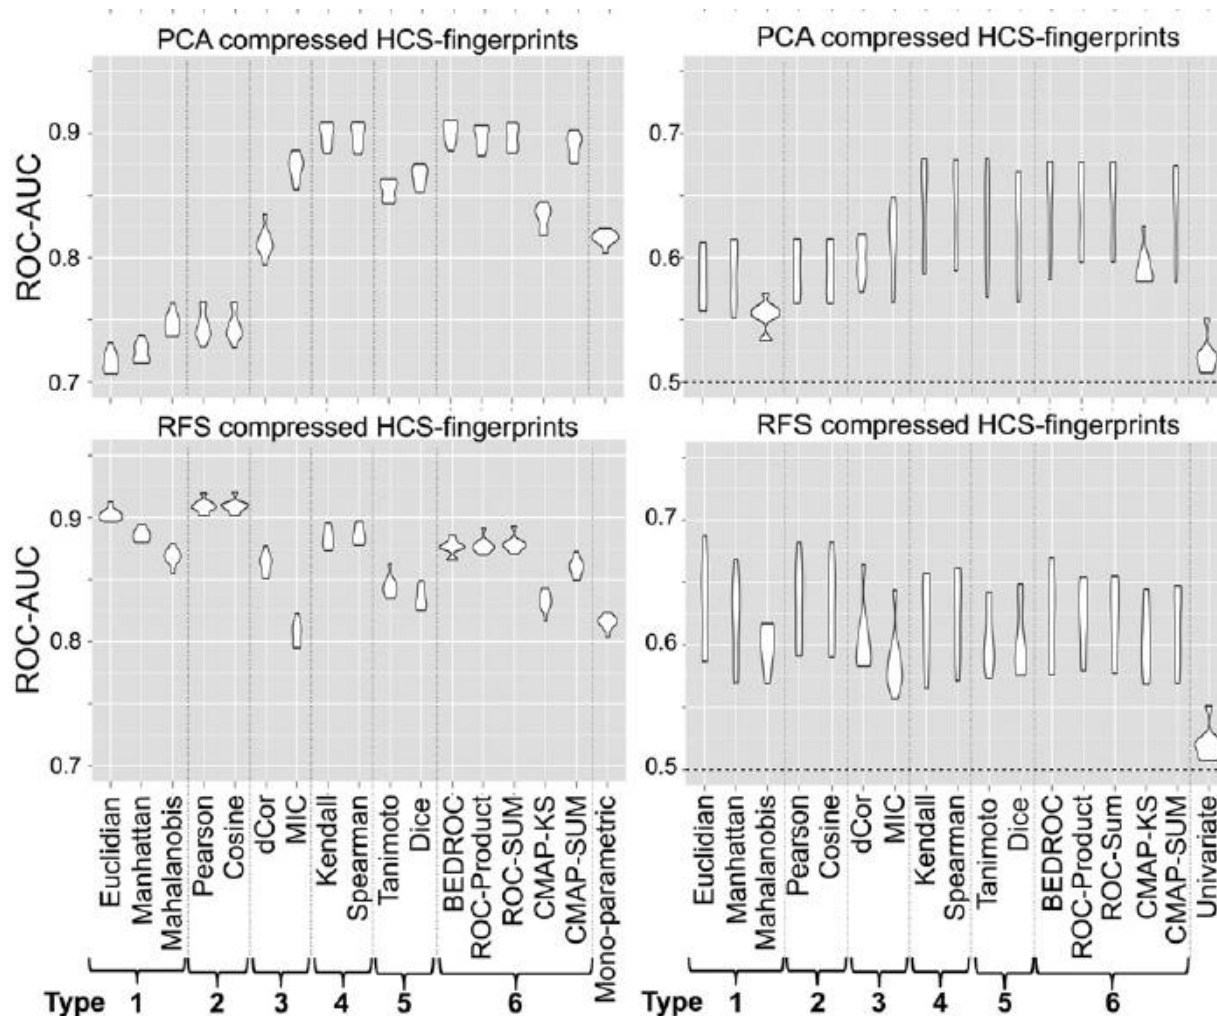 PCA compressed HCS-fingerprints
ROC-AUC
0.9
0.8
0.7
PCA compressed HCS-fingerprints
0.7
0.6
0.5
RFS compressed HCS-fingerprints
ROC-AUC
0.9
0.8
0.7
RFS compressed HCS-fingerprints
0.7
0.6
0.5
Euclidian
Manhattan
Mahalanobis
Pearson
Cosine
dCor
MIC
Kendall
Spearman
Tanimoto
Dice
BEDROC
ROC-Product
ROC-SUM
CMAP-KS
CMAP-SUM
Mono-parametric
Type 1 2 3 4 5 6
Euclidian
Manhattan
Mahalanobis
Pearson
Cosine
dCor
MIC
Kendall
Spearman
Tanimoto
Dice
BEDROC
ROC-Product
ROC-Sum
CMAP-KS
CMAP-SUM
Univariate
Type 1 2 3 4 5 6